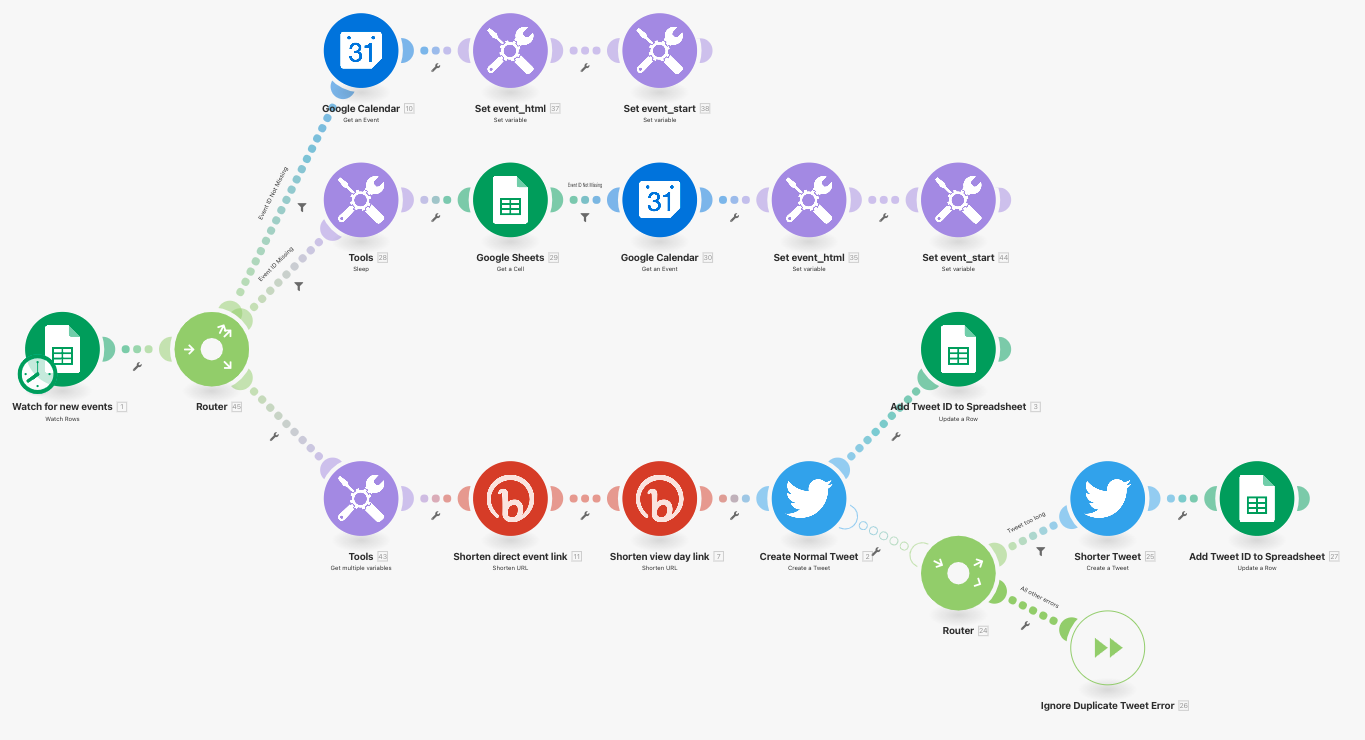 31
Google Calendar 10
Get an Event
Set event_html 37
Set variable
Set event_start 38
Set variable
Event ID Not Missing
Event ID Missing
Tools 28
Sleep
Google Sheets 29
Get a Cell
Event ID Not Missing
31
Google Calendar 30
Get an Event
Set event_html 35
Set variable
Set event_start 44
Set variable
Watch for new events 1
Watch Rows
Router 45
Add Tweet ID to Spreadsheet 3
Update a Row
Tools 43
Get multiple variables
Shorten direct event link 11
Shorten URL
Shorten view day link 7
Shorten URL
Create Normal Tweet 2
Create a Tweet
Tweet too long
Shorter Tweet 25
Create a Tweet
Add Tweet ID to Spreadsheet 27
Update a Row
Router 24
All other errors
Ignore Duplicate Tweet Error 26